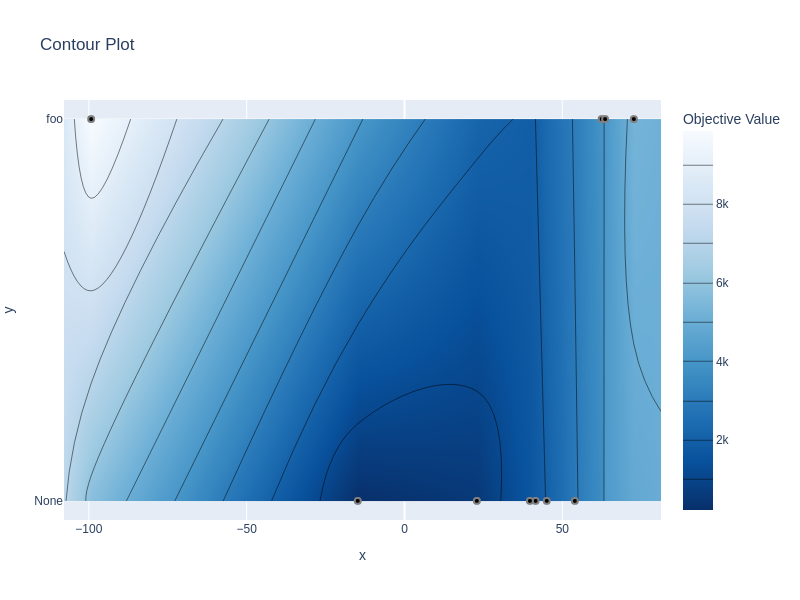 Contour Plot
Objective Value
foo
8k
6k
4k
2k
y
None
−100
−50
0
50
x